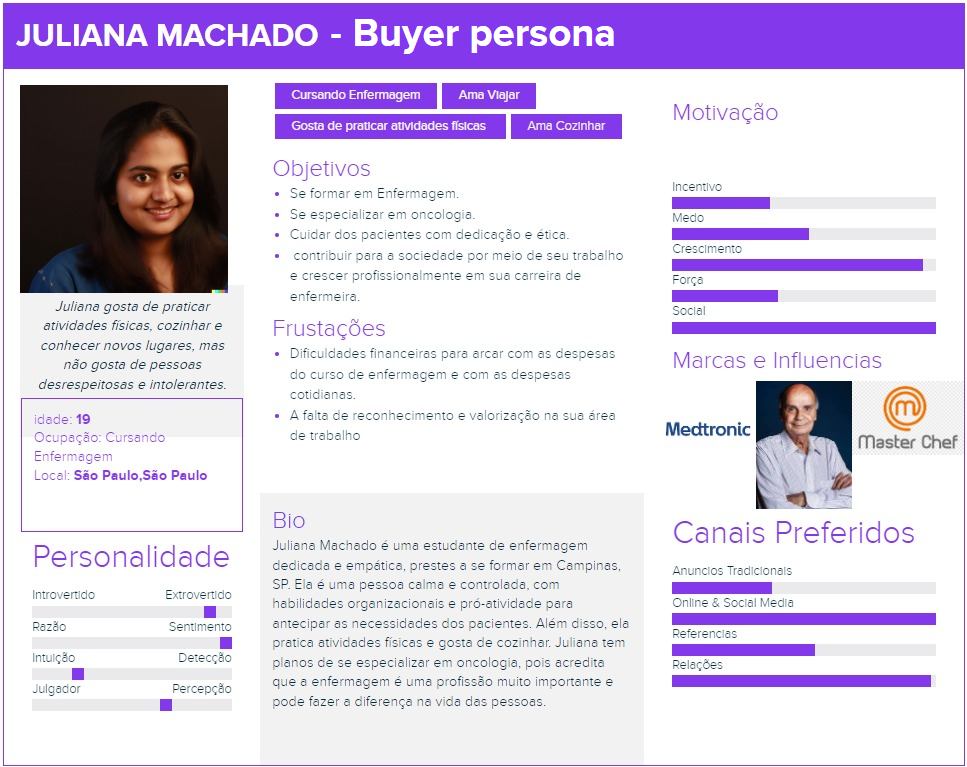 JULIANA MACHADO - Buyer persona
Juliana gosta de praticar
atividades físicas, cozinhar e
conhecer novos lugares, mas
não gosta de pessoas
desrespeitosas e intolerantes.
idade: 19
Ocupação: Cursando
Enfermagem
Local: São Paulo,São Paulo
Personalidade
Introvertido Extrovertido
Razão Sentimento
Intuição Detecção
Julgador Percepção
Cursando Enfermagem Ama Viajar
Gosta de praticar atividades físicas Ama Cozinhar
Objetivos
• Se formar em Enfermagem.
• Se especializar em oncologia.
• Cuidar dos pacientes com dedicação e ética.
• contribuir para a sociedade por meio de seu trabalho
e crescer profissionalmente em sua carreira de
enfermeira.
Frustações
• Dificuldades financeiras para arcar com as despesas
do curso de enfermagem e com as despesas
cotidianas.
• A falta de reconhecimento e valorização na sua área
de trabalho
Bio
Juliana Machado é uma estudante de enfermagem
dedicada e empática, prestes a se formar em Campinas,
SP. Ela é uma pessoa calma e controlada, com
habilidades organizacionais e pró-atividade para
antecipar as necessidades dos pacientes. Além disso, ela
pratica atividades físicas e gosta de cozinhar. Juliana tem
planos de se especializar em oncologia, pois acredita
que a enfermagem é uma profissão muito importante e
pode fazer a diferença na vida das pessoas.
Motivação
Incentivo
Medo
Crescimento
Força
Social
Marcas e Influencias
Medtronic
Master Chef
Canais Preferidos
Anuncios Tradicionais
Online & Social Media
Referencias
Relações